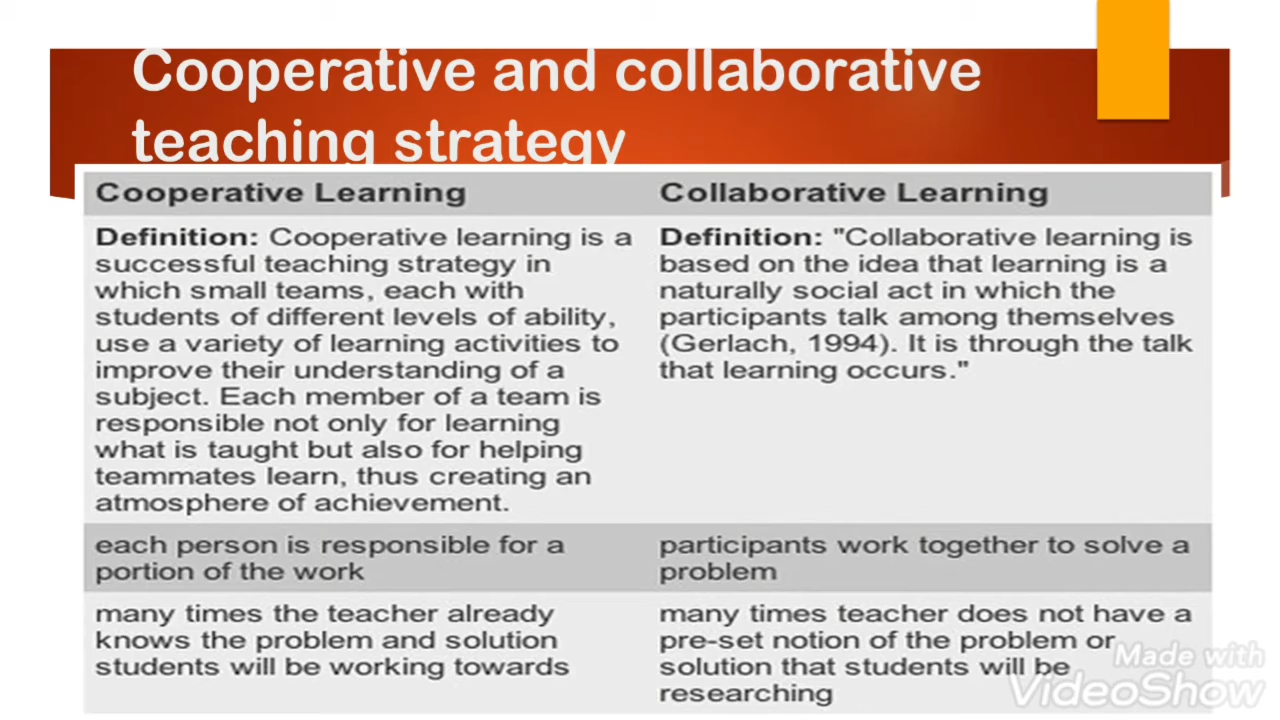 Cooperative and collaborative
teaching strategy
Cooperative Learning
Definition: Cooperative learning is a
successful teaching strategy in
which small teams, each with
students of different levels of ability,
use a variety of learning activities to
improve their understanding of a
subject. Each member of a team is
responsible not only for learning
what is taught but also for helping
teammates learn, thus creating an
atmosphere of achievement.
Collaborative Learning
Definition: "Collaborative learning is
based on the idea that learning is a
naturally social act in which the
participants talk among themselves
(Gerlach, 1994). It is through the talk
that learning occurs."
each person is responsible for a
portion of the work
participants work together to solve a
problem
many times the teacher already
knows the problem and solution
students will be working towards
many times teacher does not have a
pre-set notion of the problem or
solution that students will be
researching
Made with
VideoShow